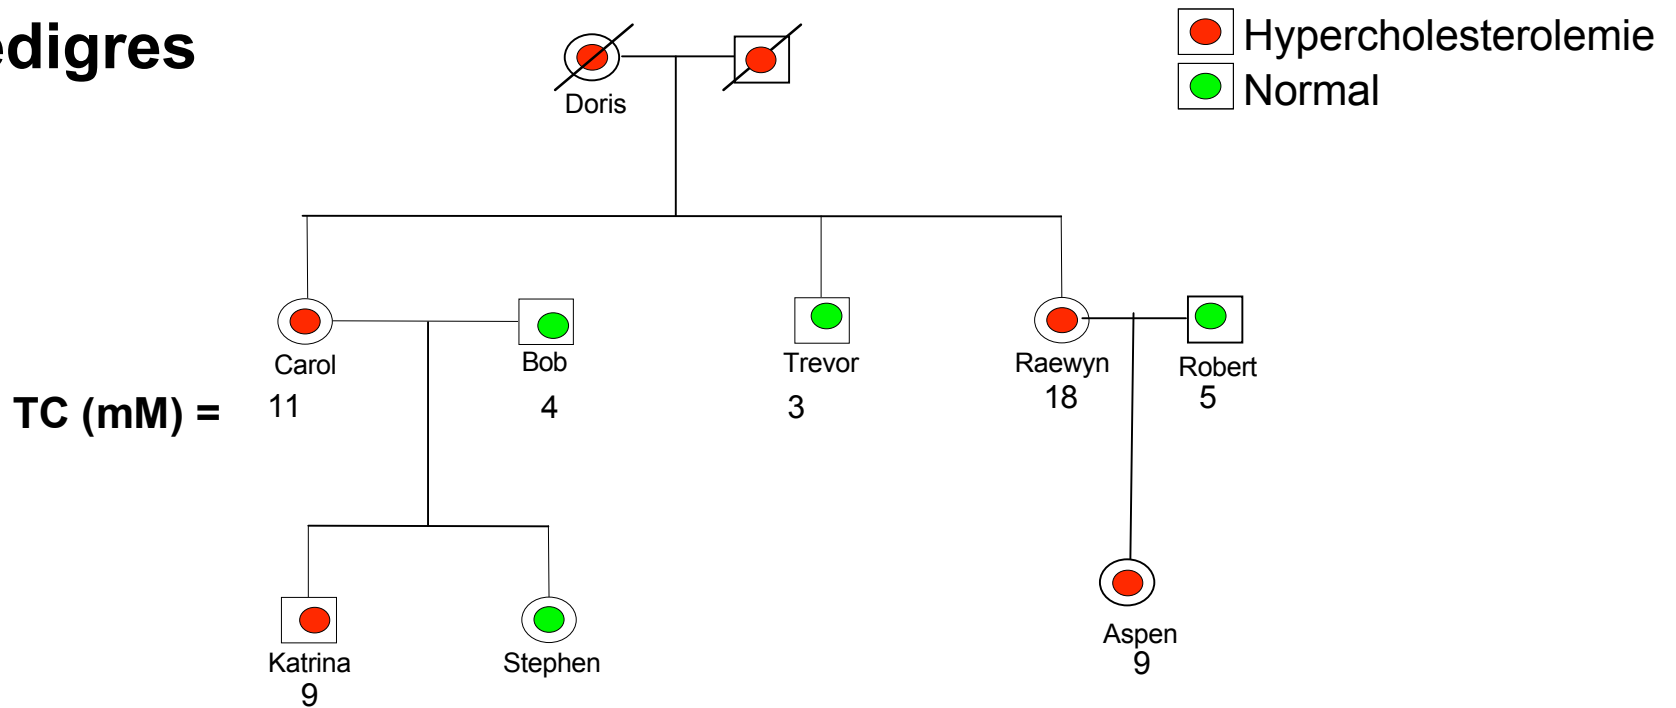 edigres
Hypercholesterolemie
Normal
Doris
Carol
Bob
Trevor
Raewyn
Robert
TC (mM) =
11
4
3
18
5
Katrina
Stephen
Aspen
9
9